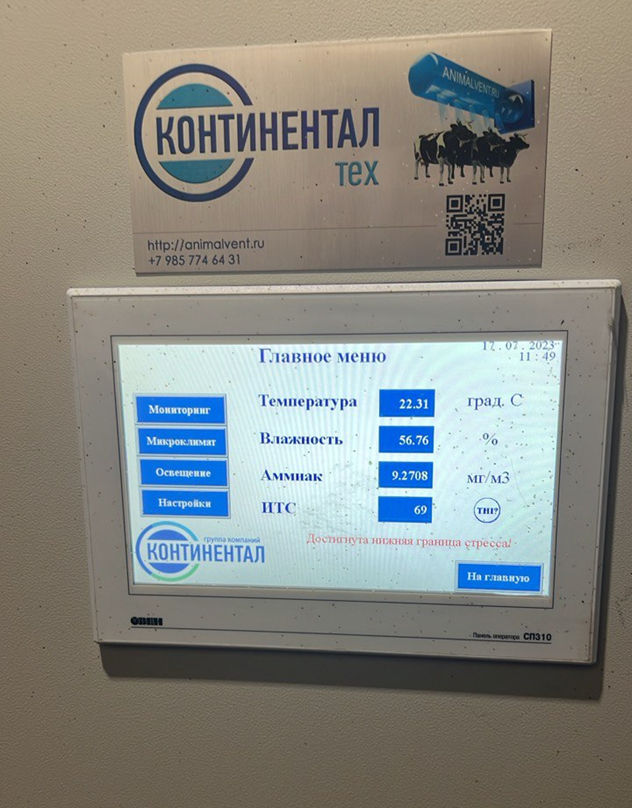 ANIMALVENT.RU
КОНТИНЕНТАЛ
тех
http://animalvent.ru
+7 985 774 64 31
Главное меню
17.07.2023
11:49
Мониторинг
Микроклимат
Освещение
Настройки
Температура 22.31 град. С
Влажность 56.76 %
Аммиак 9.2708 мг/м3
ИТС 69 THI?
Достигнута нижняя граница стресса!
группа компаний
КОНТИНЕНТАЛ
На главную
ОВЕН
Панель оператора СП310